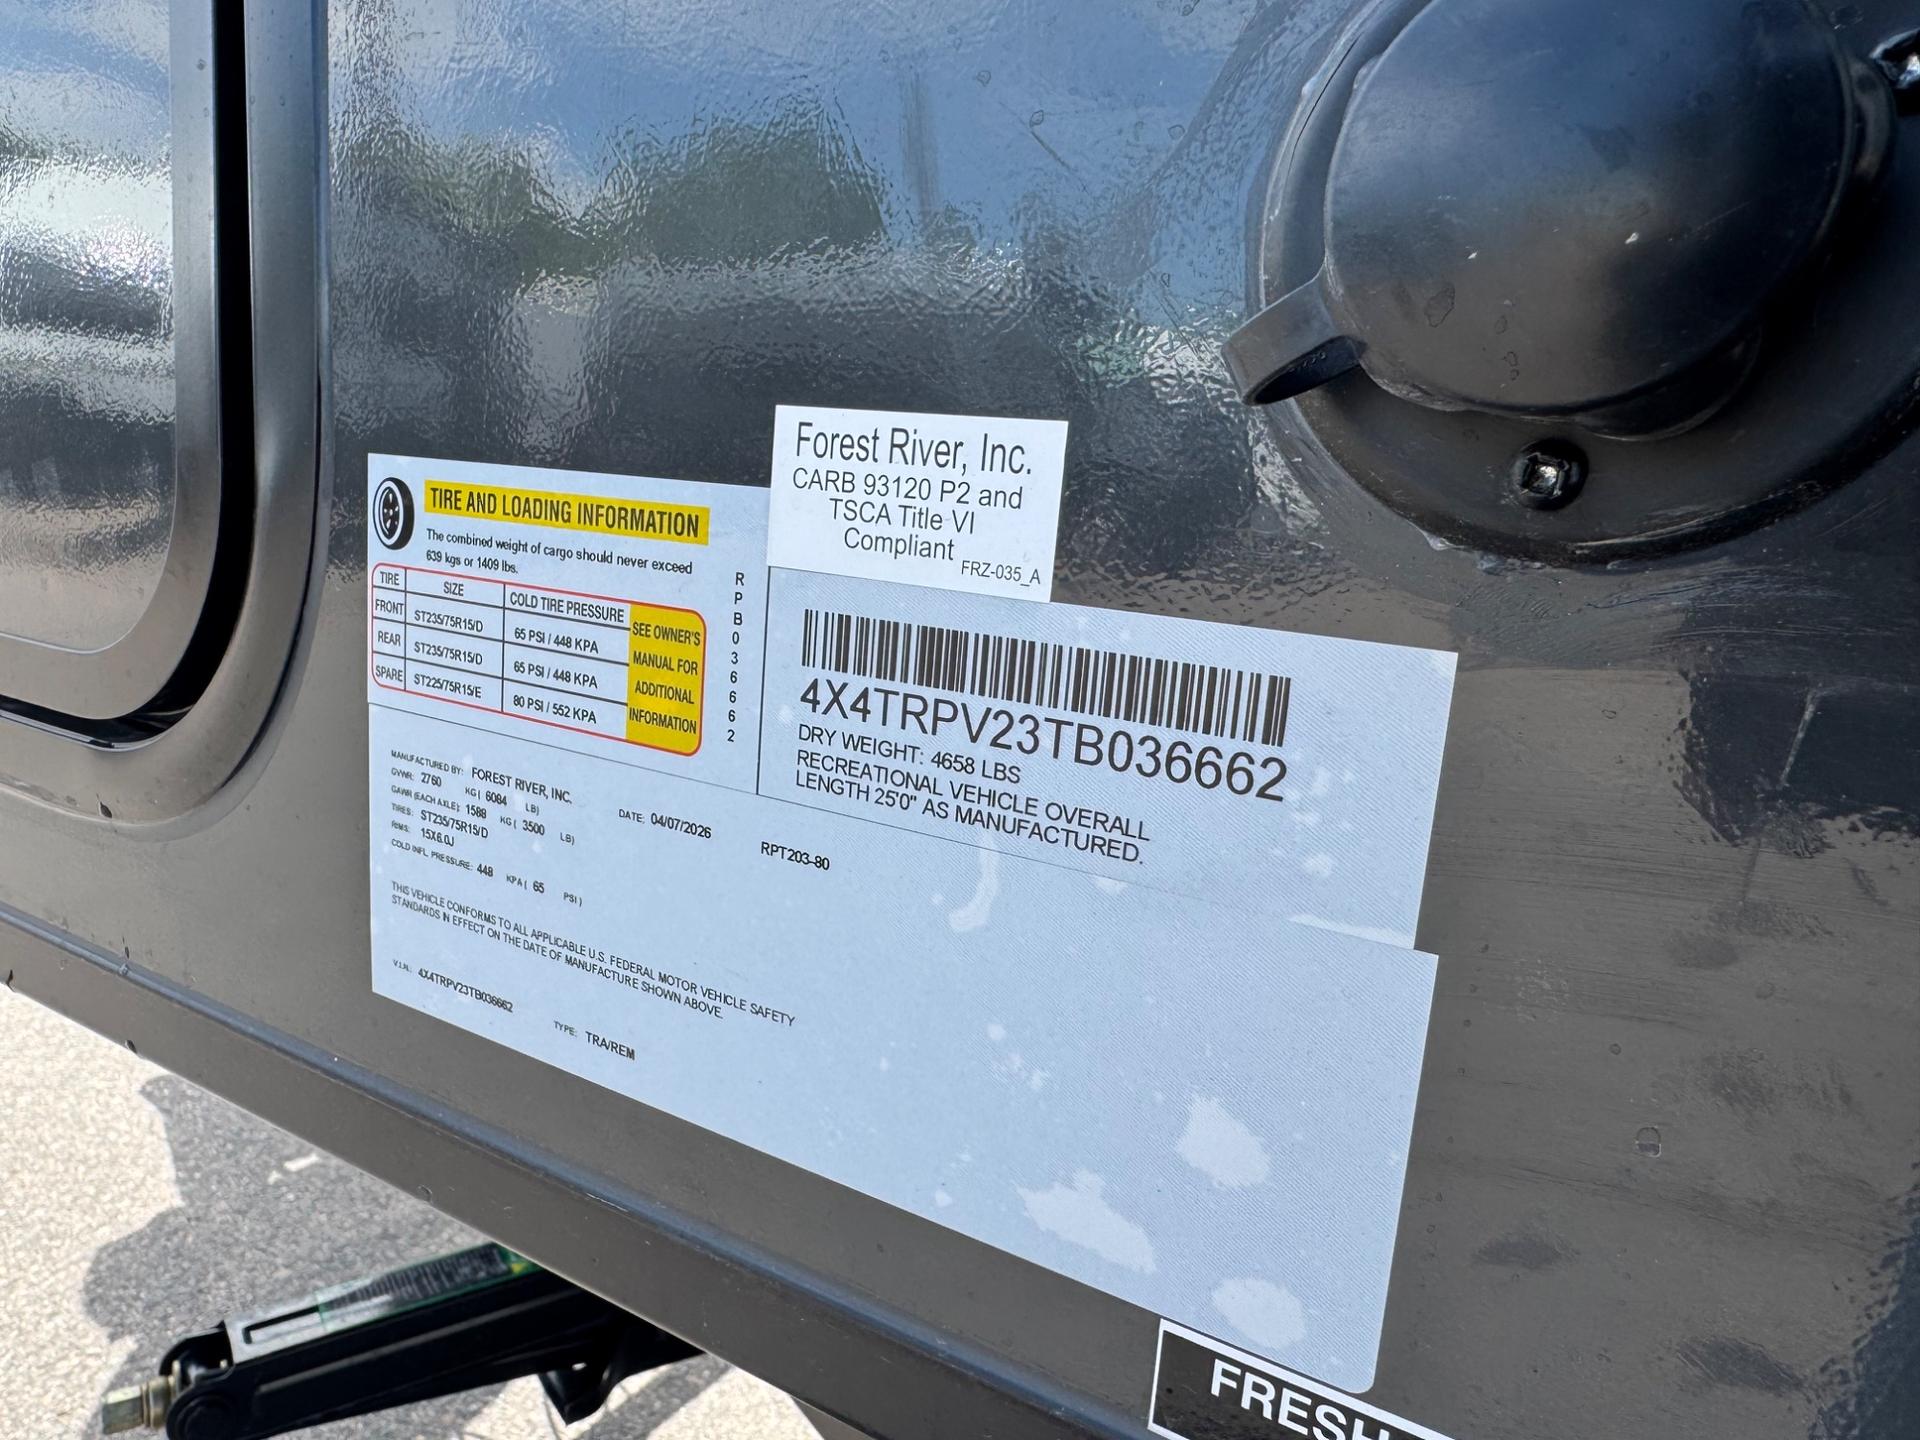 Forest River, Inc.
CARB 93120 P2 and
TSCA Title VI
Compliant
FRZ-035_A
TIRE AND LOADING INFORMATION
The combined weight of cargo should never exceed
639 kgs or 1409 lbs.
TIRE SIZE COLD TIRE PRESSURE
FRONT ST235/75R15/D 65 PSI / 448 KPA
REAR ST235/75R15/D 65 PSI / 448 KPA
SPARE ST225/75R15/E 80 PSI / 552 KPA
SEE OWNER'S
MANUAL FOR
ADDITIONAL
INFORMATION
RPB036662
4X4TRPV23TB036662
DRY WEIGHT: 4658 LBS
RECREATIONAL VEHICLE OVERALL
LENGTH 25'0" AS MANUFACTURED.
MANUFACTURED BY: FOREST RIVER, INC.
GVWR: 2760 KG( 6084 LB)
GAWR (EACH AXLE): 1588 KG( 3500 LB)
TIRES: ST235/75R15/D
RIMS: 15X6.0J
COLD INFL. PRESSURE: 448 KPA( 65 PSI)
DATE: 04/07/2026
RPT203-80
THIS VEHICLE CONFORMS TO ALL APPLICABLE U.S. FEDERAL MOTOR VEHICLE SAFETY
STANDARDS IN EFFECT ON THE DATE OF MANUFACTURE SHOWN ABOVE.
V.I.N.: 4X4TRPV23TB036662
TYPE: TRA/REM
FRESH